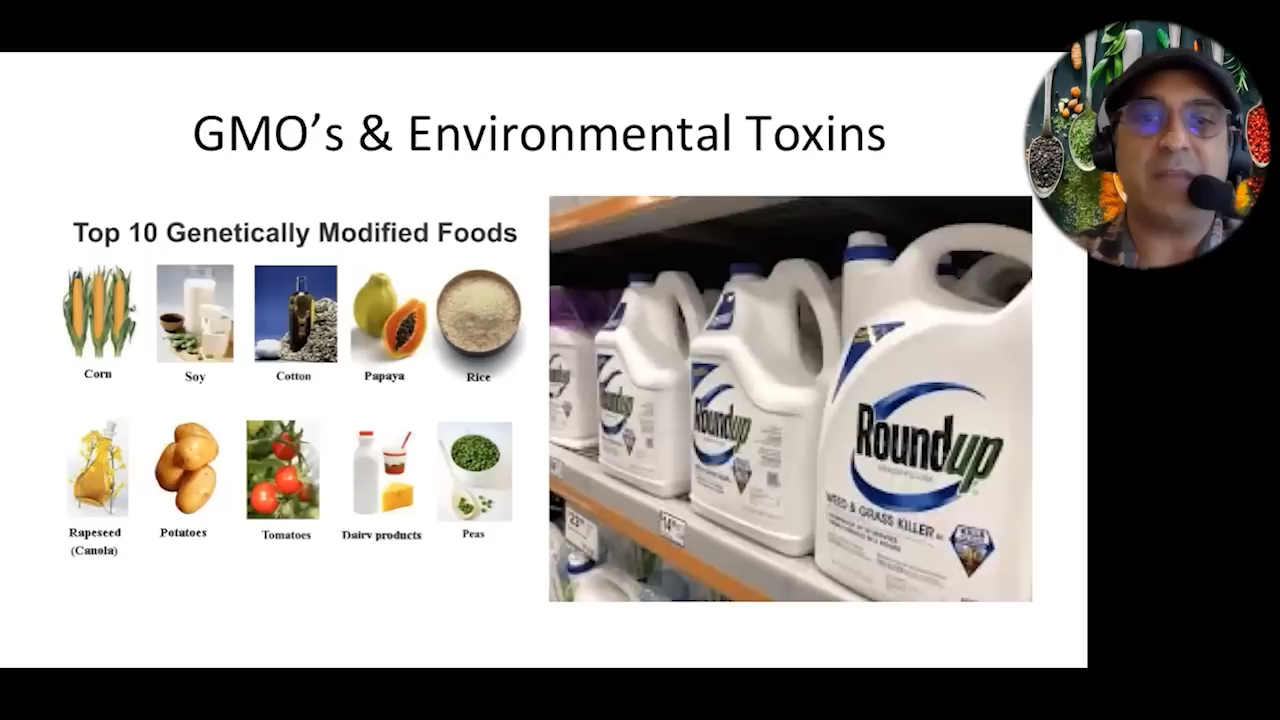 GMO’s & Environmental Toxins
Top 10 Genetically Modified Foods
Corn
Soy
Cotton
Papaya
Rice
Rapeseed
(Canola)
Potatoes
Tomatoes
Dairy products
Peas
Roundup
Roundup
Roundup
WEED & GRASS KILLER